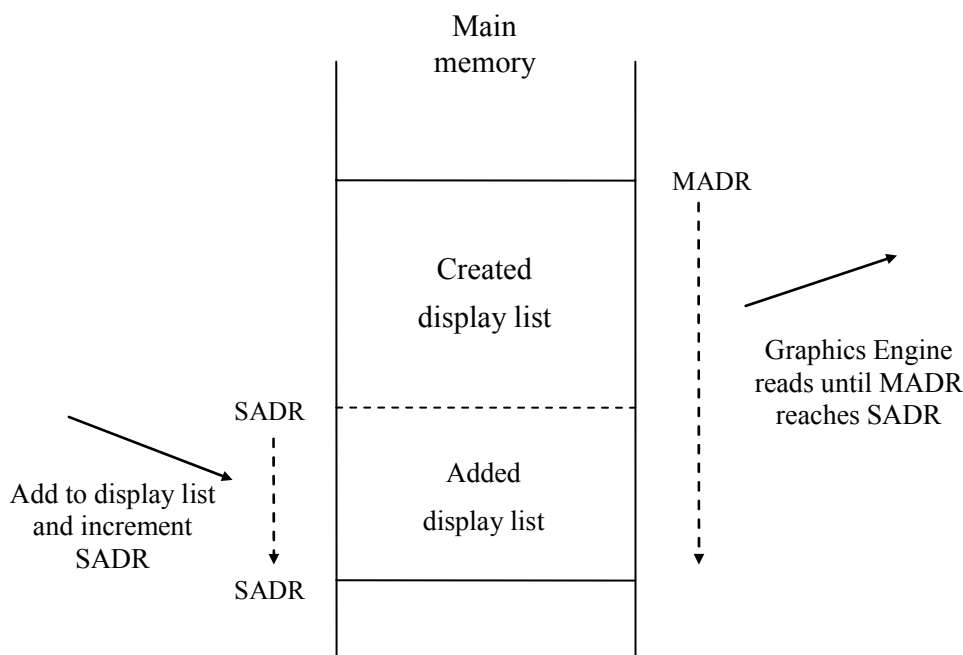 Main
memory
MADR
Created
display list
Graphics Engine
reads until MADR
reaches SADR
SADR
Added
display list
Add to display list
and increment
SADR
SADR